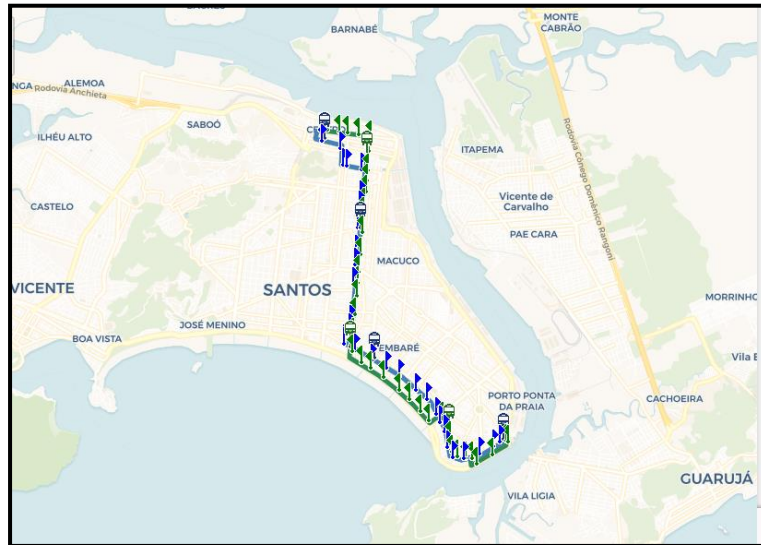 BARNABÉ
MONTE
CABRÃO
ALEMOA
Rodovia Anchieta
SABOÓ
ILHÉU ALTO
ITAPEMA
Rodovia Cônego Domênico Rangoni
CASTELO
Vicente de
Carvalho
PAE CARA
MACUCO
VICENTE
SANTOS
MORRINHO
JOSÉ MENINO
BOA VISTA
EMBARÉ
Vila E
PORTO PONTA
DA PRAIA
CACHOEIRA
GUARUJÁ
VILA LIGIA